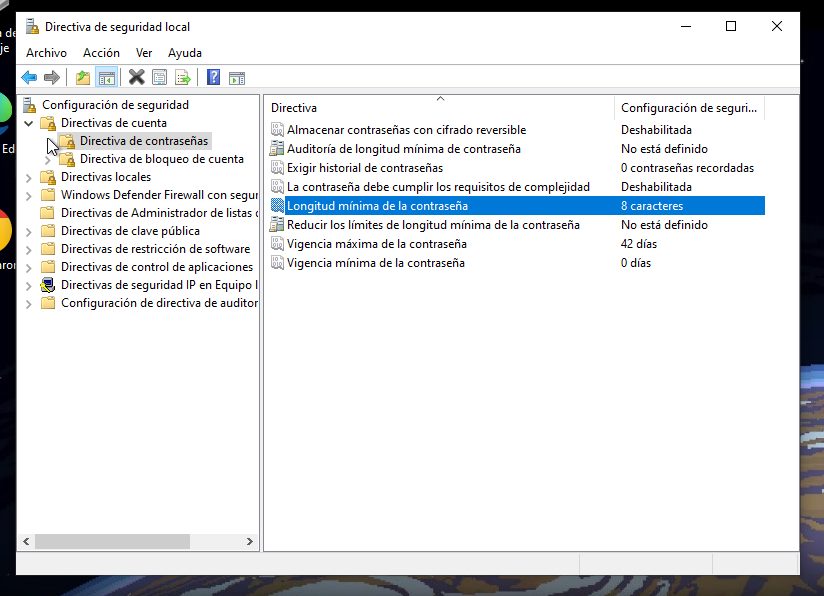 Directiva de seguridad local
Archivo Acción Ver Ayuda
Configuración de seguridad
Directivas de cuenta
Directiva de contraseñas
Directiva de bloqueo de cuenta
Directivas locales
Windows Defender Firewall con segur
Directivas de Administrador de listas
Directivas de clave pública
Directivas de restricción de software
Directivas de control de aplicaciones
Directivas de seguridad IP en Equipo
Configuración de directiva de auditor
Directiva Configuración de seguri...
Almacenar contraseñas con cifrado reversible Deshabilitada
Auditoría de longitud mínima de contraseña No está definido
Exigir historial de contraseñas 0 contraseñas recordadas
La contraseña debe cumplir los requisitos de complejidad Deshabilitada
Longitud mínima de la contraseña 8 caracteres
Reducir los límites de longitud mínima de la contraseña No está definido
Vigencia máxima de la contraseña 42 días
Vigencia mínima de la contraseña 0 días
de
je
Ed